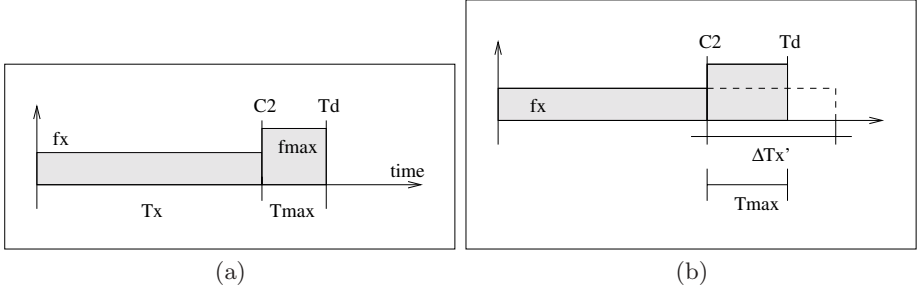 C2
Td
fx
fmax
time
Tx
Tmax
(a)
C2
Td
fx
ΔTx'
Tmax
(b)